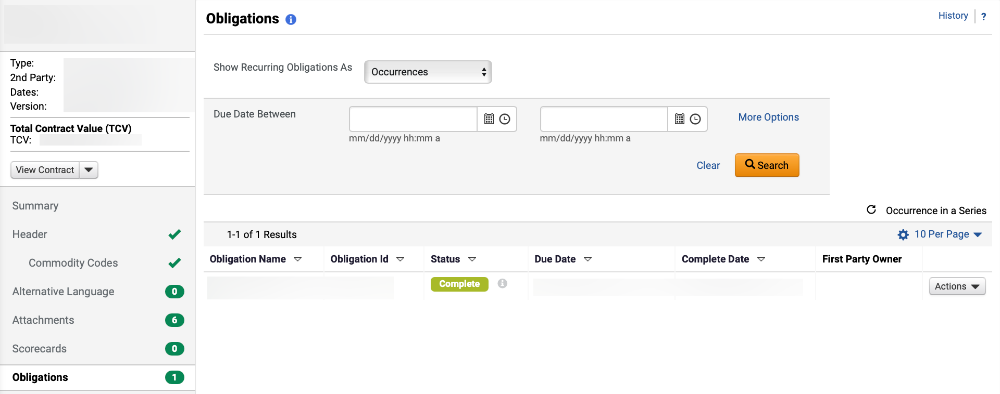 Obligations
History
?
Type:
2nd Party:
Dates:
Version:
Total Contract Value (TCV)
TCV:
View Contract
Summary
Header
Commodity Codes
Alternative Language 0
Attachments 6
Scorecards 0
Obligations 1
Show Recurring Obligations As Occurrences
Due Date Between
mm/dd/yyyy hh:mm a
mm/dd/yyyy hh:mm a
More Options
Clear Search
Occurrence in a Series
1-1 of 1 Results 10 Per Page
Obligation Name Obligation Id Status Due Date Complete Date First Party Owner
Complete Actions